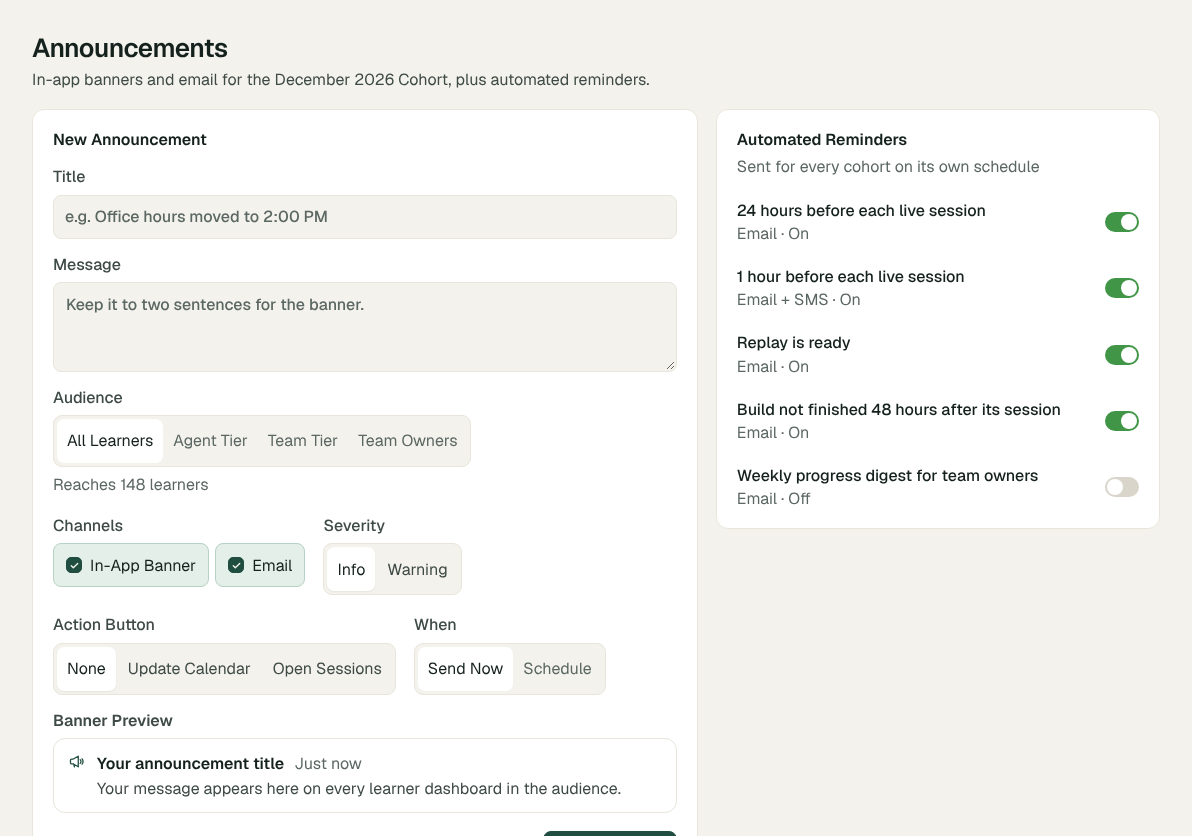 Announcements
In-app banners and email for the December 2026 Cohort, plus automated reminders.
New Announcement
Title
e.g. Office hours moved to 2:00 PM
Message
Keep it to two sentences for the banner.
Audience
All Learners Agent Tier Team Tier Team Owners
Reaches 148 learners
Channels Severity
In-App Banner Email Info Warning
Action Button When
None Update Calendar Open Sessions Send Now Schedule
Banner Preview
Your announcement title Just now
Your message appears here on every learner dashboard in the audience.
Automated Reminders
Sent for every cohort on its own schedule
24 hours before each live session
Email · On
1 hour before each live session
Email + SMS · On
Replay is ready
Email · On
Build not finished 48 hours after its session
Email · On
Weekly progress digest for team owners
Email · Off